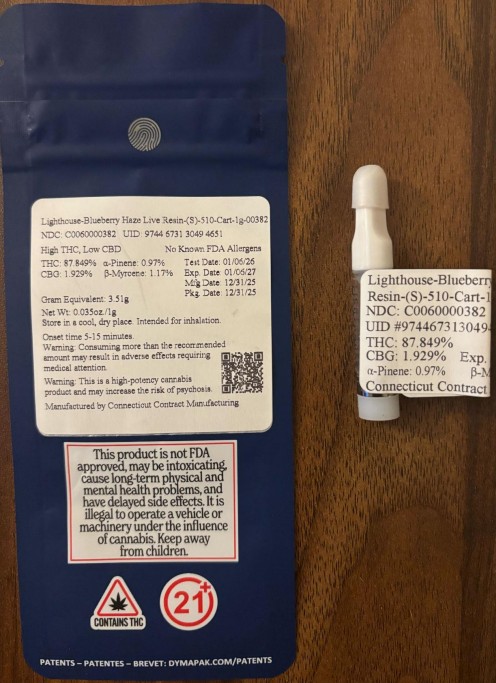 Lighthouse-Blueberry Haze Live Resin-(S)-510-Cart-1g-00382
NDC: C0060000382 UID: 9744 6731 3049 4651
High THC, Low CBD No Known FDA Allergens
THC: 87.849% α-Pinene: 0.97% Test Date: 01/06/26
CBG: 1.929% β-Myrcene: 1.17% Exp. Date: 01/06/27
Mfg Date: 12/31/25
Pkg. Date: 12/31/25
Gram Equivalent: 3.51g
Net Wt: 0.035oz./1g
Store in a cool, dry place. Intended for inhalation.
Onset time 5-15 minutes.
Warning: Consuming more than the recommended
amount may result in adverse effects requiring
medical attention.
Warning: This is a high-potency cannabis
product and may increase the risk of psychosis.
Manufactured by Connecticut Contract Manufacturing
This product is not FDA
approved, may be intoxicating,
cause long-term physical and
mental health problems, and
have delayed side effects. It is
illegal to operate a vehicle or
machinery under the influence
of cannabis. Keep away
from children.
CONTAINS THC
21+
PATENTS – PATENTES – BREVET: DYMAPAK.COM/PATENTS
Lighthouse-Blueberry
Resin-(S)-510-Cart-1
NDC: C0060000382
UID #974467313049-
THC: 87.849%
CBG: 1.929% Exp.
α-Pinene: 0.97% β-M
Connecticut Contract